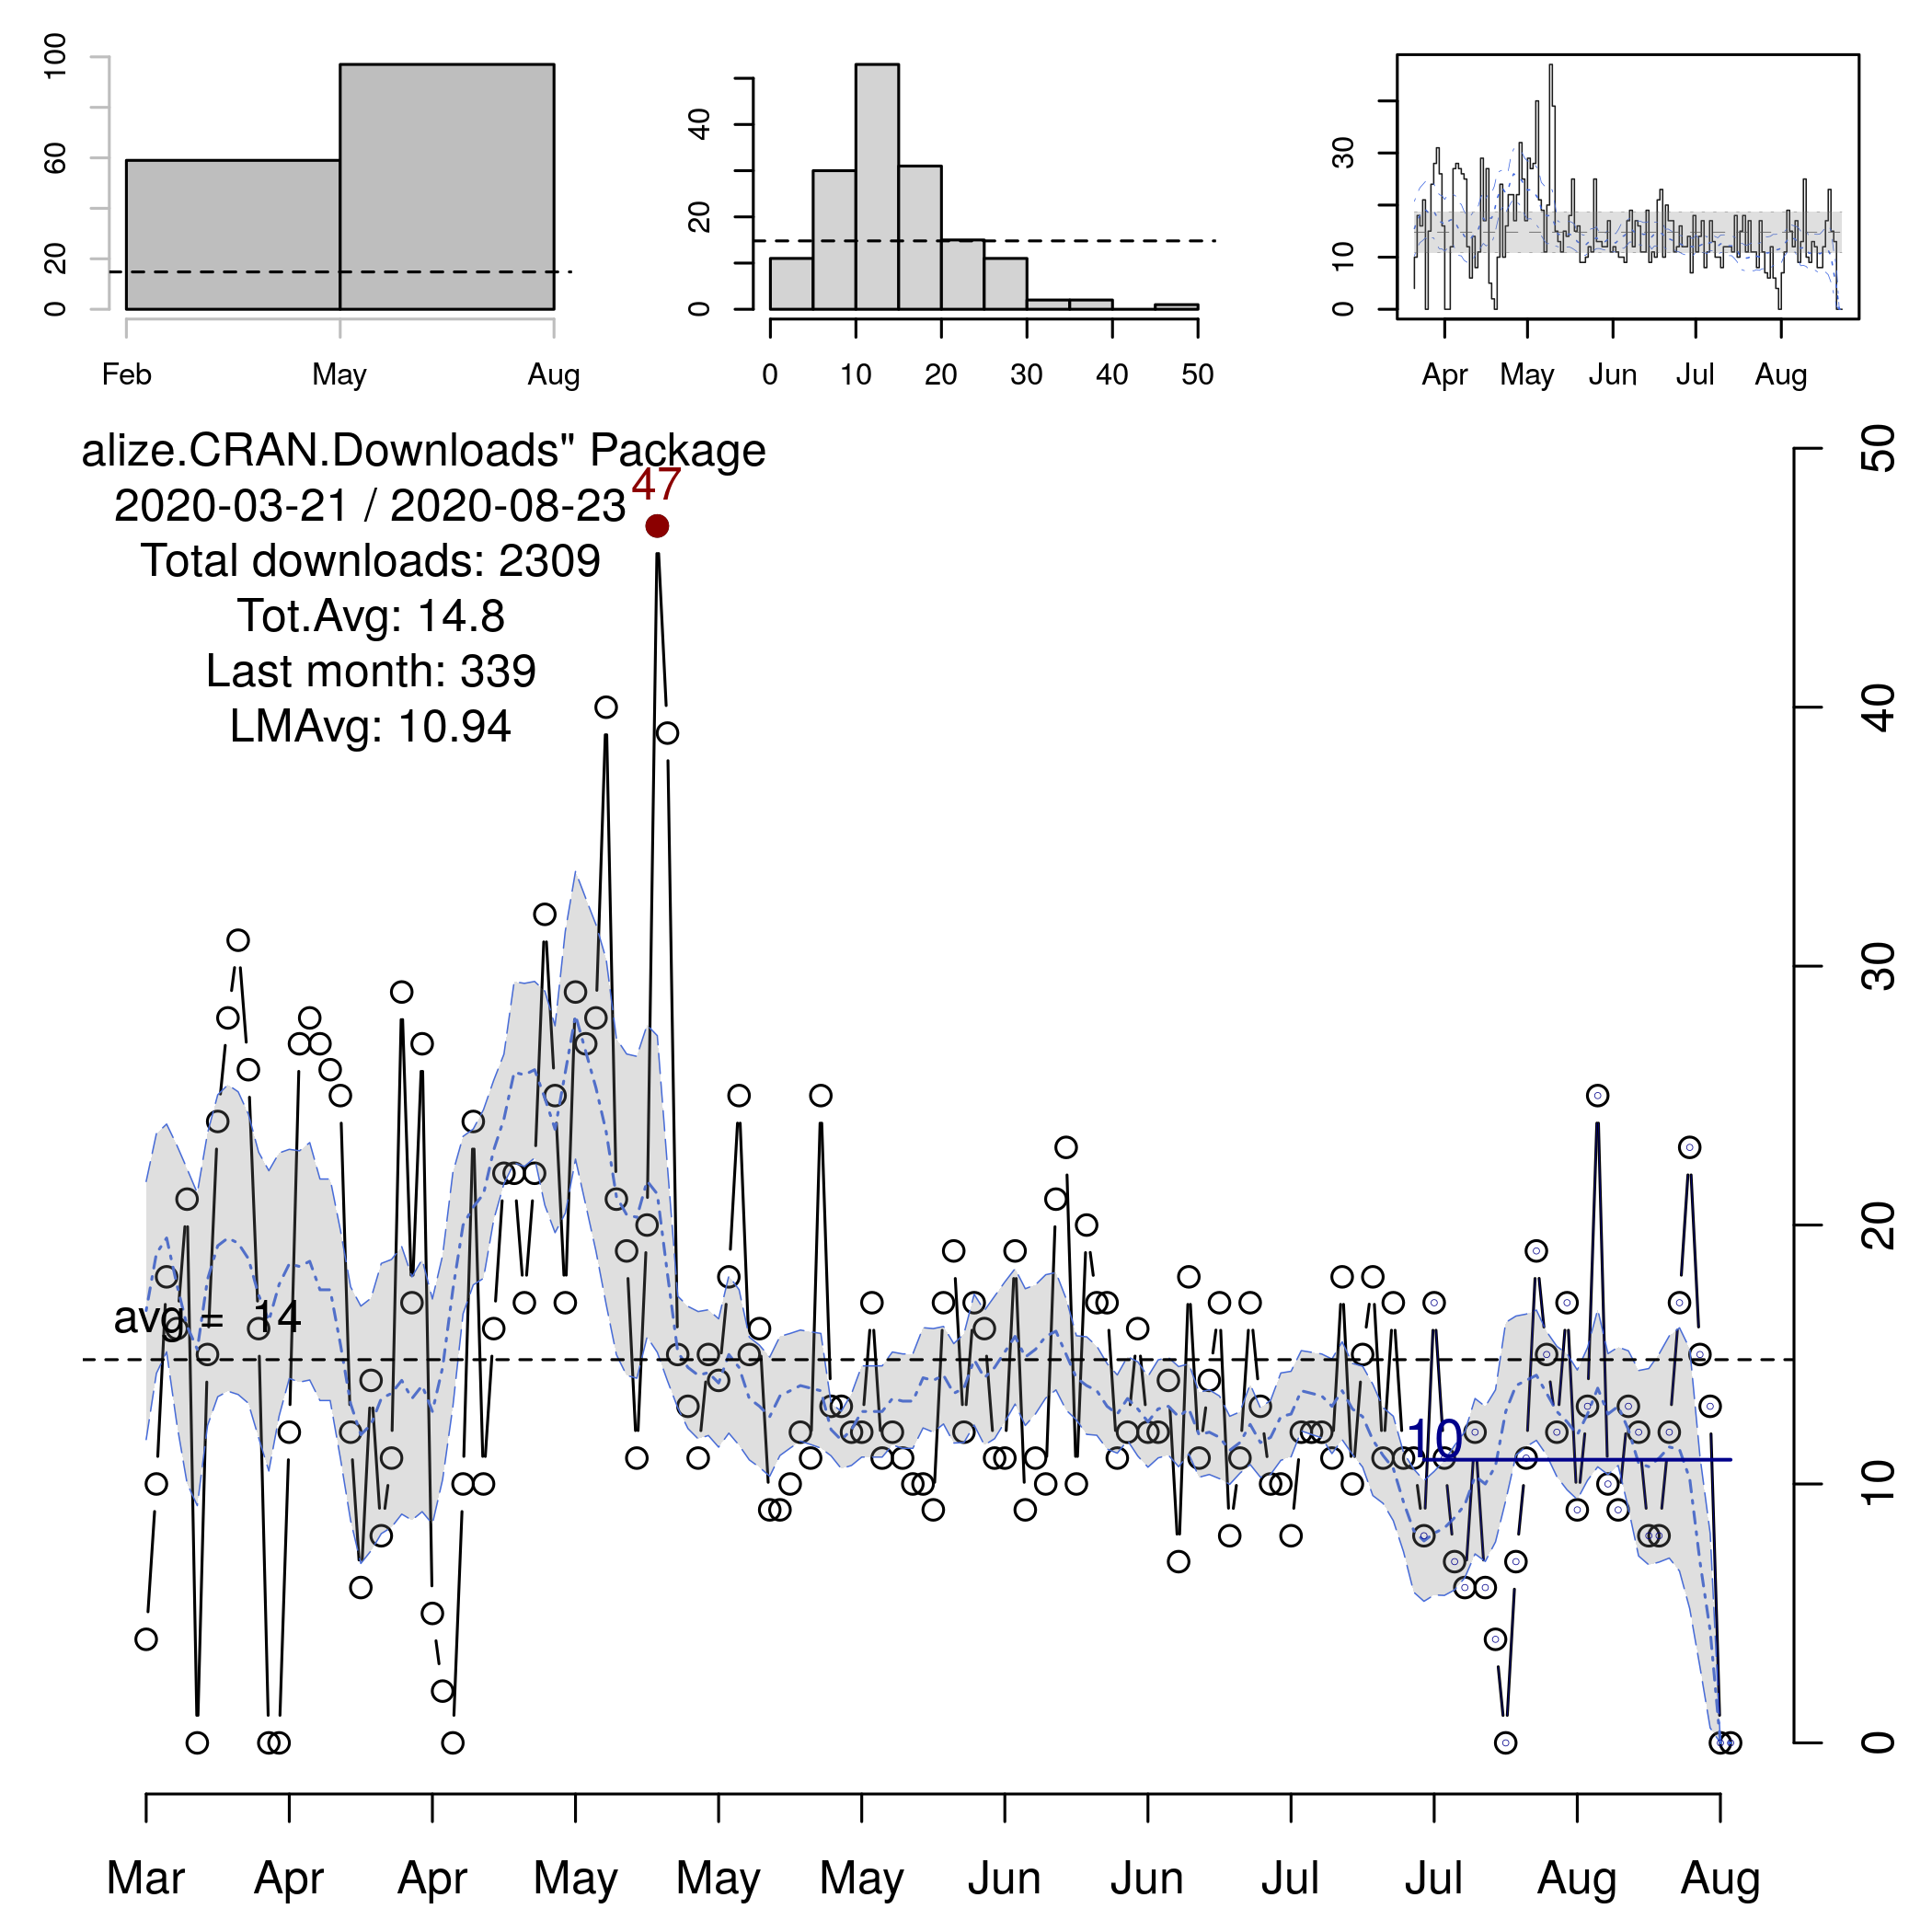 100
60
20
0
Feb May Aug
40
20
0
0 10 20 30 40 50
30
10
0
Apr May Jun Jul Aug
alize.CRAN.Downloads" Package
2020-03-21 / 2020-08-23
Total downloads: 2309
Tot.Avg: 14.8
Last month: 339
LMAvg: 10.94
47
avg = 14
10
50
40
30
20
10
0
Mar Apr Apr May May May Jun Jun Jul Jul Aug Aug